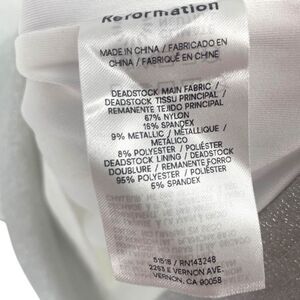 Reformation
MADE IN CHINA / FABRICADO EN
CHINA / FABRIQUÉ EN CHINE
DEADSTOCK MAIN FABRIC /
DEADSTOCK TISSU PRINCIPAL /
REMANENTE TEJIDO PRINCIPAL
67% NYLON
16% SPANDEX
9% METALLIC / METALLIQUE /
METÁLICO
8% POLYESTER / POLIÉSTER
DEADSTOCK LINING / DEADSTOCK
DOUBLURE / REMANENTE FORRO
95% POLYESTER / POLIÉSTER
5% SPANDEX
51518 / RN143248
2263 E VERNON AVE.
VERNON, CA 90058